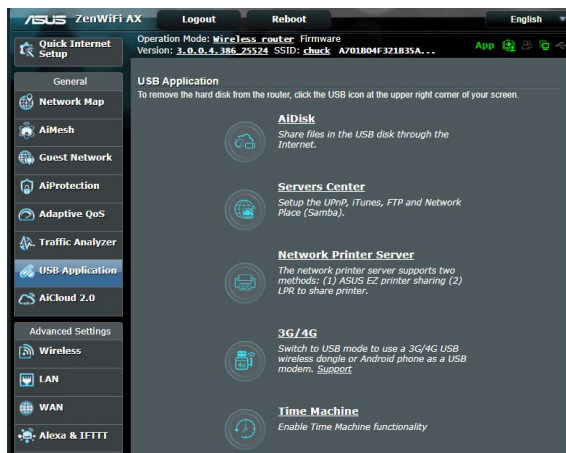 ASUS ZenWiFi AX Logout Reboot English
Quick Internet
Setup
Operation Mode: Wireless router Firmware
Version: 3.0.0.4.386_25524 SSID: chuck A701B04F321B35A...
App
General
Network Map
AiMesh
Guest Network
AiProtection
Adaptive QoS
Traffic Analyzer
USB Application
AiCloud 2.0
Advanced Settings
Wireless
LAN
WAN
Alexa & IFTTT
USB Application
To remove the hard disk from the router, click the USB icon at the upper right corner of your screen.
AiDisk
Share files in the USB disk through the
Internet.
Servers Center
Setup the UPnP, iTunes, FTP and Network
Place (Samba).
Network Printer Server
The network printer server supports two
methods: (1) ASUS EZ printer sharing (2)
LPR to share printer.
3G/4G
Switch to USB mode to use a 3G/4G USB
wireless dongle or Android phone as a USB
modem. Support
Time Machine
Enable Time Machine functionality